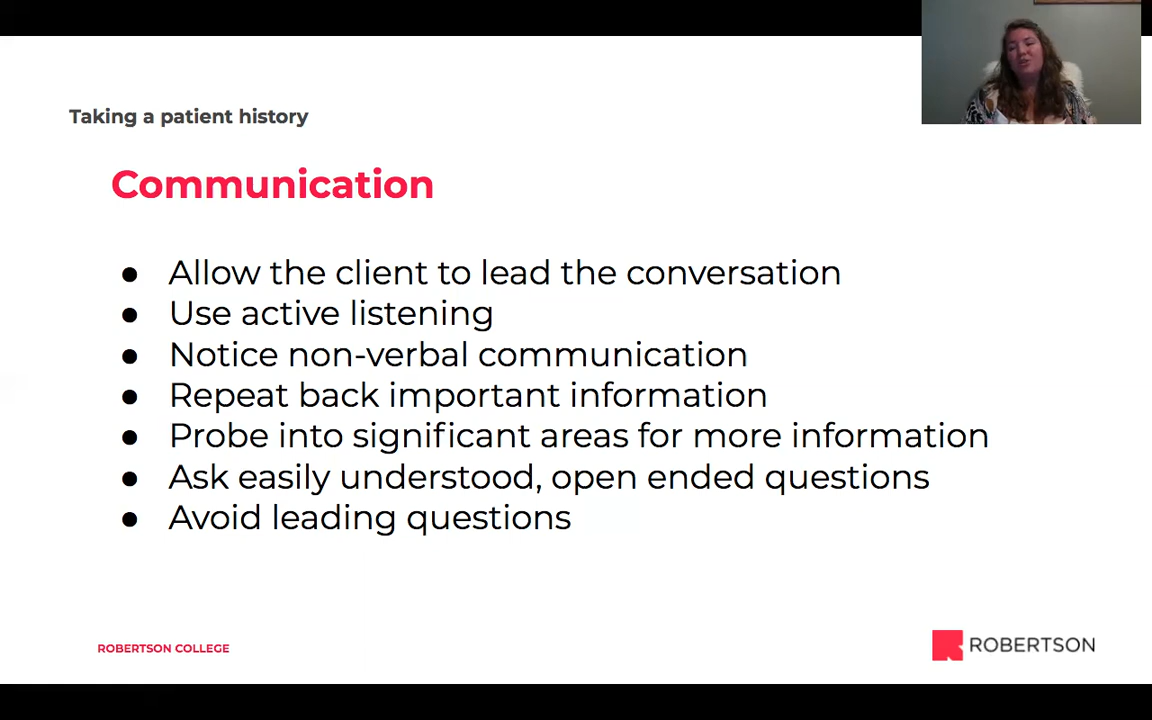 Taking a patient history
Communication
● Allow the client to lead the conversation
● Use active listening
● Notice non-verbal communication
● Repeat back important information
● Probe into significant areas for more information
● Ask easily understood, open ended questions
● Avoid leading questions
ROBERTSON COLLEGE
ROBERTSON